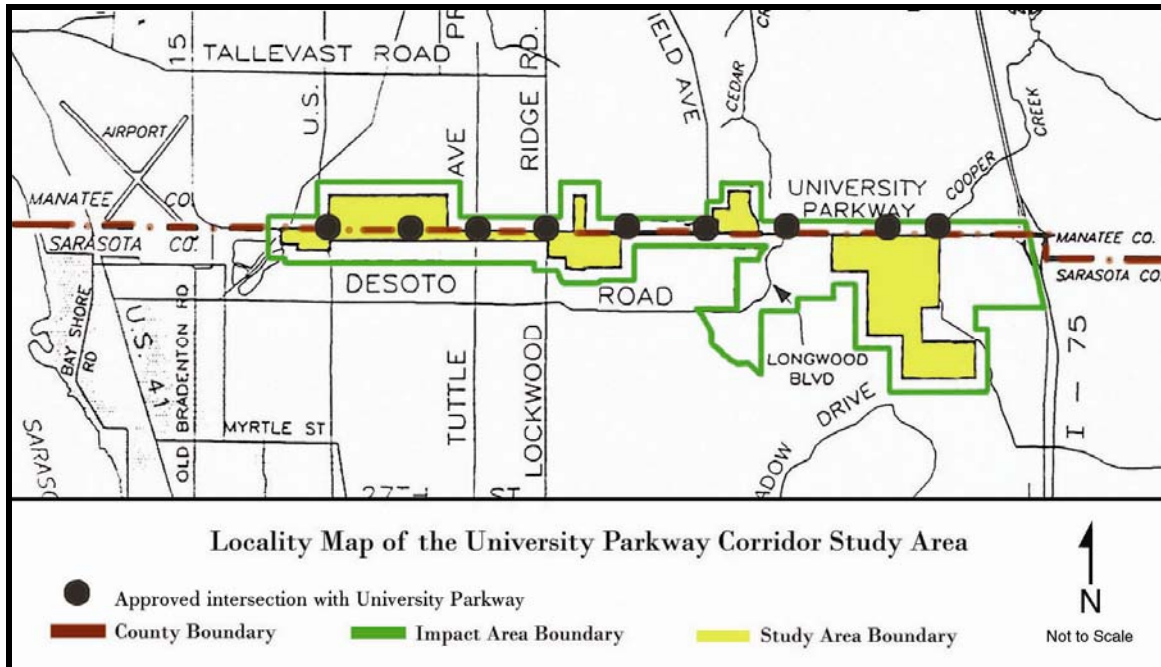 TALLEVAST ROAD
15
U.S.
AVE
RIDGE RD.
CEDAR
AIRPORT
MANATEE CO.
SARASOTA CO.
UNIVERSITY
PARKWAY
COOPER
CREEK
MANATEE CO.
SARASOTA CO.
DESOTO ROAD
BAY SHORE
RD
U.S. 41
OLD BRADENTON RD
MYRTLE ST
TUTTLE
LOCKWOOD
LONGWOOD
BLVD
DRIVE
I - 75
Locality Map of the University Parkway Corridor Study Area
Approved intersection with University Parkway
County Boundary
Impact Area Boundary
Study Area Boundary
N
Not to Scale